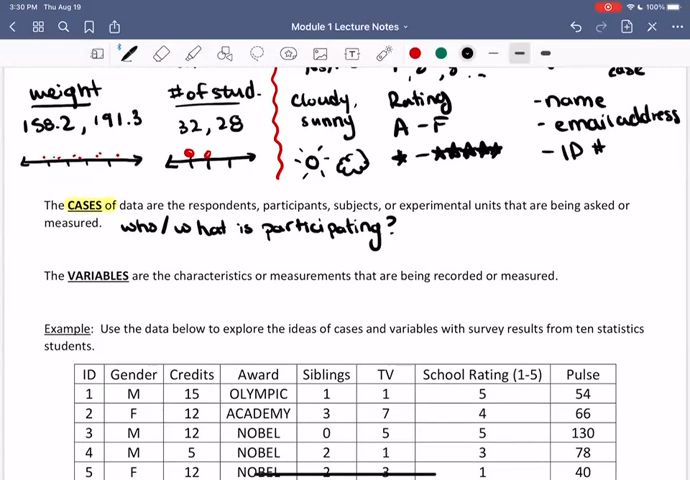 3:30 PM Thu Aug 19
100%
Module 1 Lecture Notes
case
weight
158.2, 191.3
# of stud.
32, 28
cloudy,
sunny
Rating
A - F
- name
- email address
- ID #
The CASES of data are the respondents, participants, subjects, or experimental units that are being asked or
measured. who/what is participating?
The VARIABLES are the characteristics or measurements that are being recorded or measured.
Example: Use the data below to explore the ideas of cases and variables with survey results from ten statistics
students.
ID Gender Credits Award Siblings TV School Rating (1-5) Pulse
1 M 15 OLYMPIC 1 1 5 54
2 F 12 ACADEMY 3 7 4 66
3 M 12 NOBEL 0 5 5 130
4 M 5 NOBEL 2 1 3 78
5 F 12 NOBEL 2 3 1 40